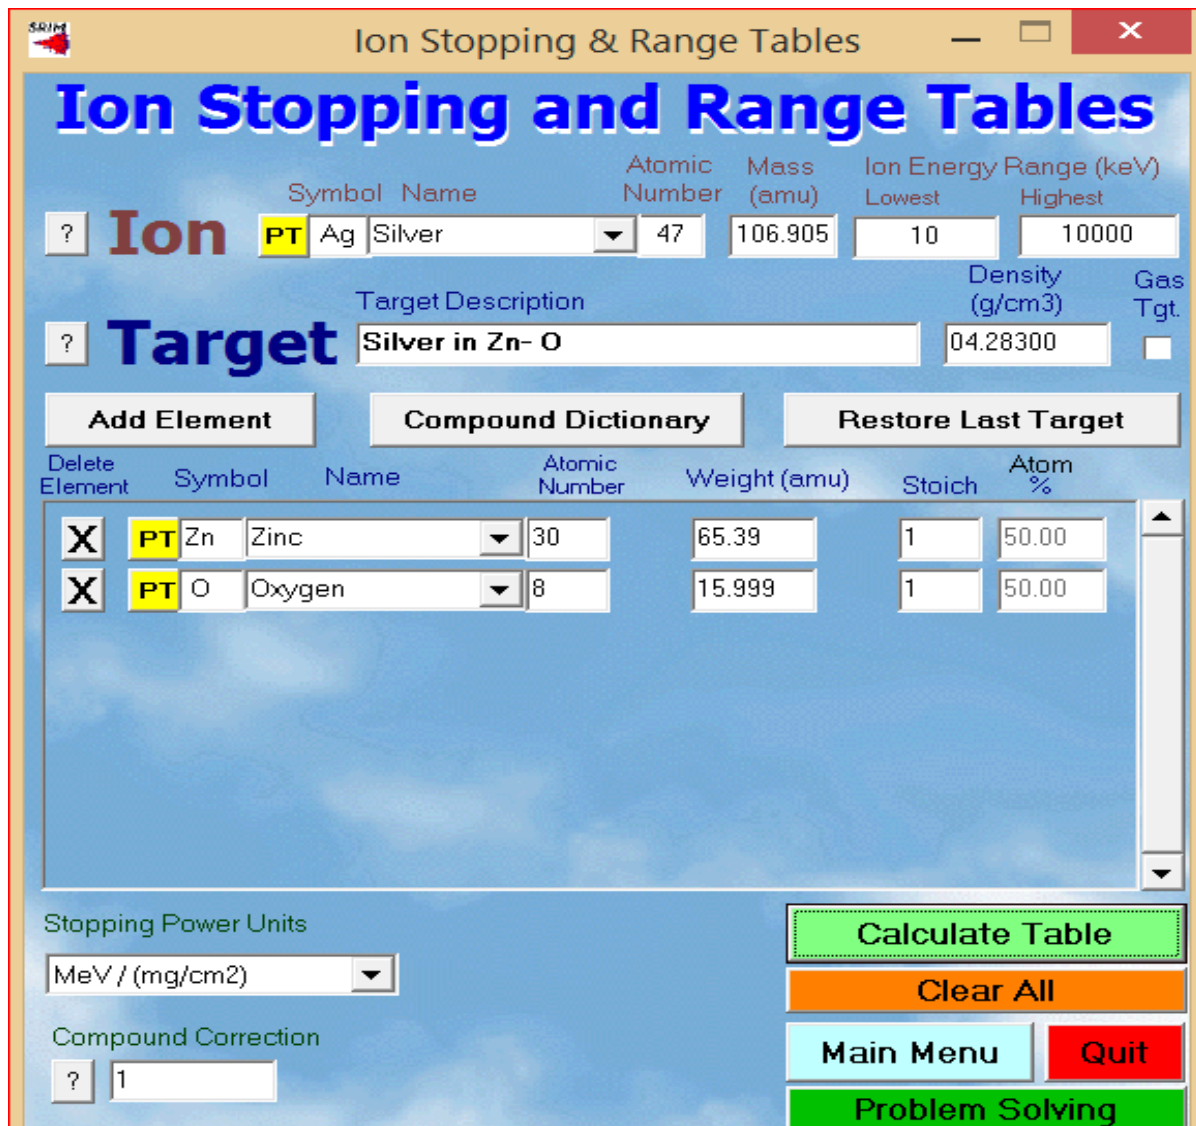 SRIM
Ion Stopping & Range Tables
Ion Stopping and Range Tables
Symbol Name Atomic Number Mass (amu) Ion Energy Range (keV) Lowest Highest
? Ion PT Ag Silver 47 106.905 10 10000
Target Description Density (g/cm3) Gas Tgt.
? Target Silver in Zn- O 04.28300
Add Element Compound Dictionary Restore Last Target
Delete Element Symbol Name Atomic Number Weight (amu) Stoich Atom %
X PT Zn Zinc 30 65.39 1 50.00
X PT O Oxygen 8 15.999 1 50.00
Stopping Power Units
MeV / (mg/cm2)
Calculate Table
Clear All
Compound Correction
? 1
Main Menu Quit
Problem Solving